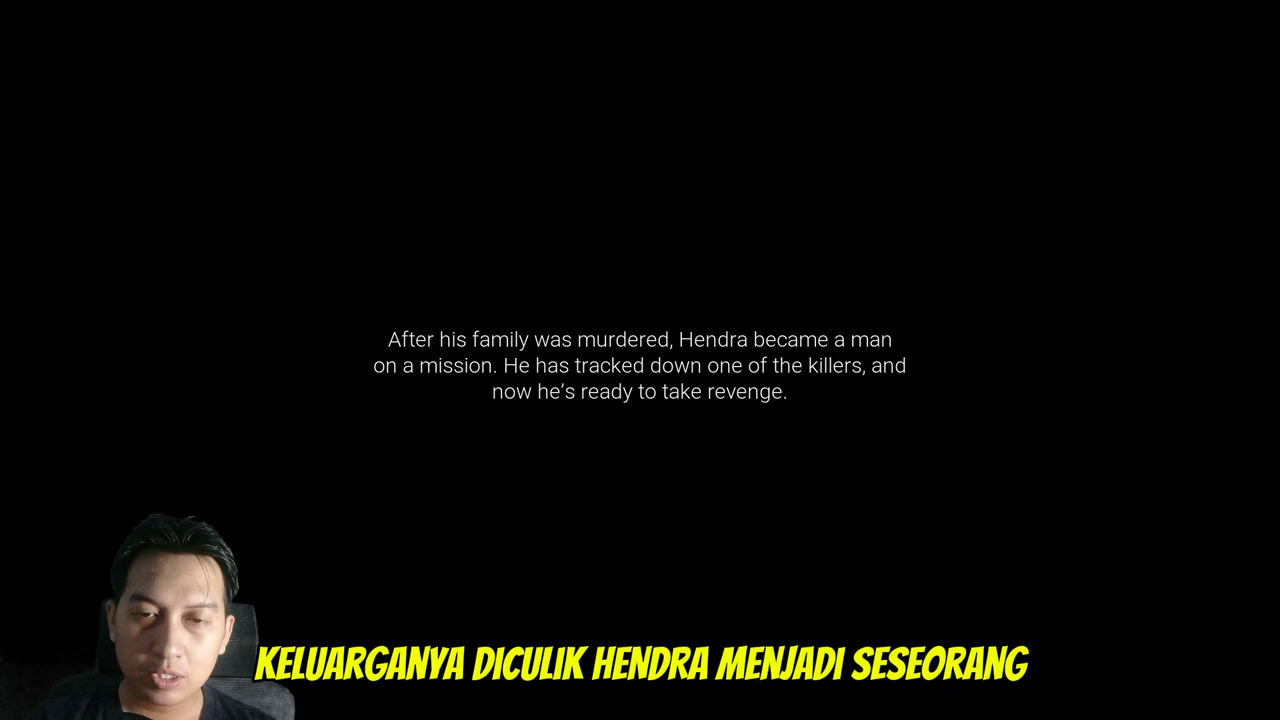 After his family was murdered, Hendra became a man
on a mission. He has tracked down one of the killers, and
now he’s ready to take revenge.
KELUARGANYA DICULIK HENDRA MENJADI SESEORANG